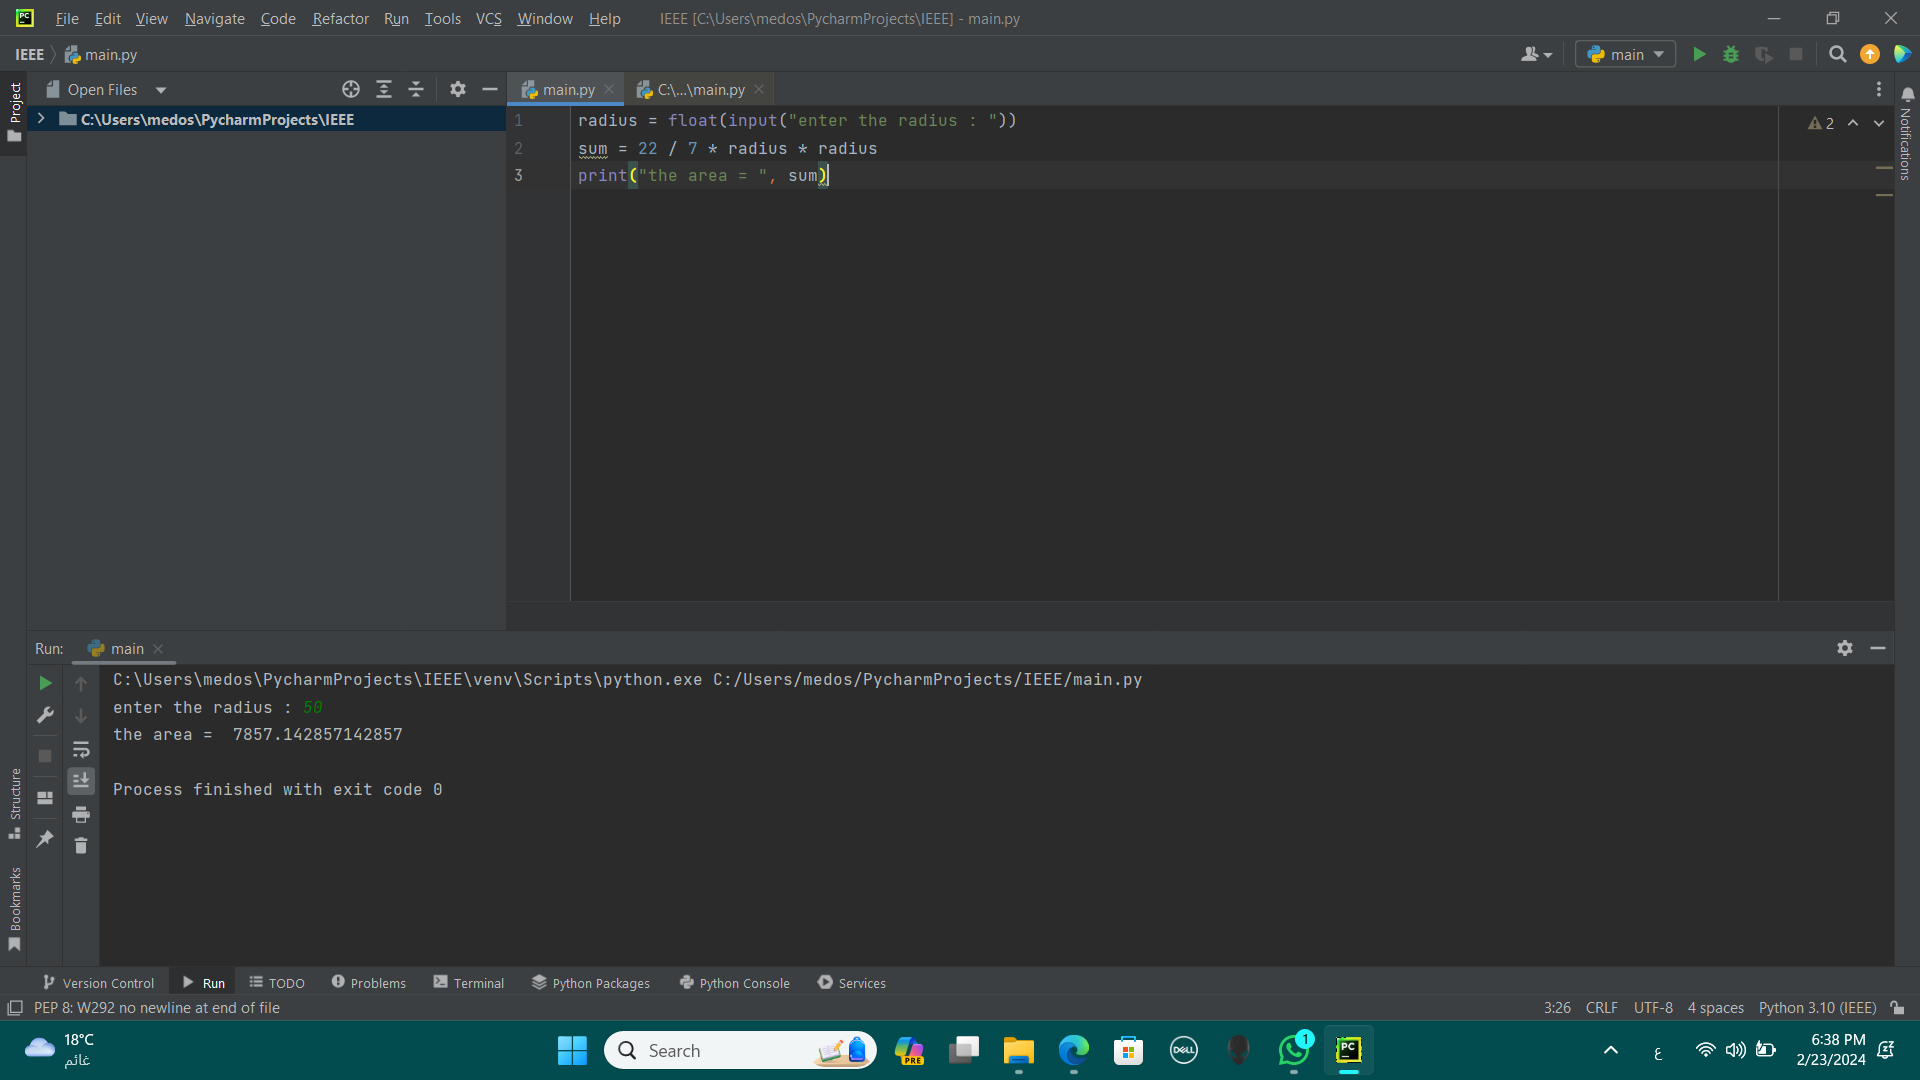 PC File Edit View Navigate Code Refactor Run Tools VCS Window Help IEEE [C:\Users\medos\PycharmProjects\IEEE] - main.py
IEEE main.py main
Project
Open Files
main.py C:\...\main.py
C:\Users\medos\PycharmProjects\IEEE
1 radius = float(input("enter the radius : "))
2 sum = 22 / 7 * radius * radius
3 print("the area = ", sum)
2
Notifications
Run: main
C:\Users\medos\PycharmProjects\IEEE\venv\Scripts\python.exe C:/Users/medos/PycharmProjects/IEEE/main.py
enter the radius : 50
the area =  7857.142857142857
Process finished with exit code 0
Structure
Bookmarks
Version Control Run TODO Problems Terminal Python Packages Python Console Services
PEP 8: W292 no newline at end of file 3:26 CRLF UTF-8 4 spaces Python 3.10 (IEEE)
18°C
غائم
Search
PRE
DELL
1
PC
ع
6:38 PM
2/23/2024